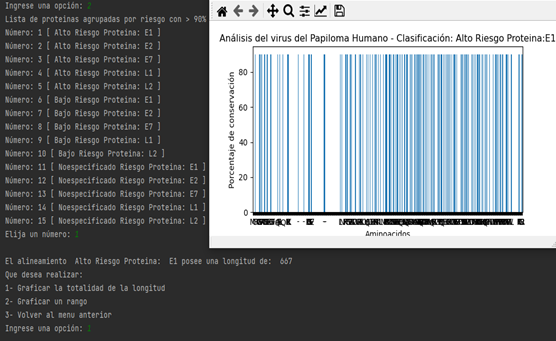 Ingrese una opción: 2
Lista de proteinas agrupadas por riesgo con > 90%
Número: 1 [ Alto Riesgo Proteina: E1 ]
Número: 2 [ Alto Riesgo Proteina: E2 ]
Número: 3 [ Alto Riesgo Proteina: E7 ]
Número: 4 [ Alto Riesgo Proteina: L1 ]
Número: 5 [ Alto Riesgo Proteina: L2
Número: 6 [ Bajo Riesgo Proteina: E1 ]
Número: 7 [ Bajo Riesgo Proteina: E2 ]
Número: 8 [ Bajo Riesgo Proteina: E7 ]
Número: 9 [ Bajo Riesgo Proteina: L1 ]
Número: 10 [ Bajo Riesgo Proteina: L2 ]
Número: 11 [ Noespecificado Riesgo Proteina: E1 ]
Número: 12 [ Noespecificado Riesgo Proteina: E2 ]
Número: 13 [ Noespecificado Riesgo Proteina: E7 ]
Número: 14 [ Noespecificado Riesgo Proteina: L1 ]
Número: 15 [ Noespecificado Riesgo Proteina: L2 ]
Elija un número: 1
El alineamiento Alto Riesgo Proteina: E1 posee una longitud de: 667
Que desea realizar:
1- Graficar la totalidad de la longitud
2- Graficar un rango
3- Volver al menu anterior
Ingrese una opción: 2
Análisis del virus del Papiloma Humano - Clasificación: Alto Riesgo Proteina:E1
Porcentaje de conservación
80
60
40
20
0
Aminoacidos